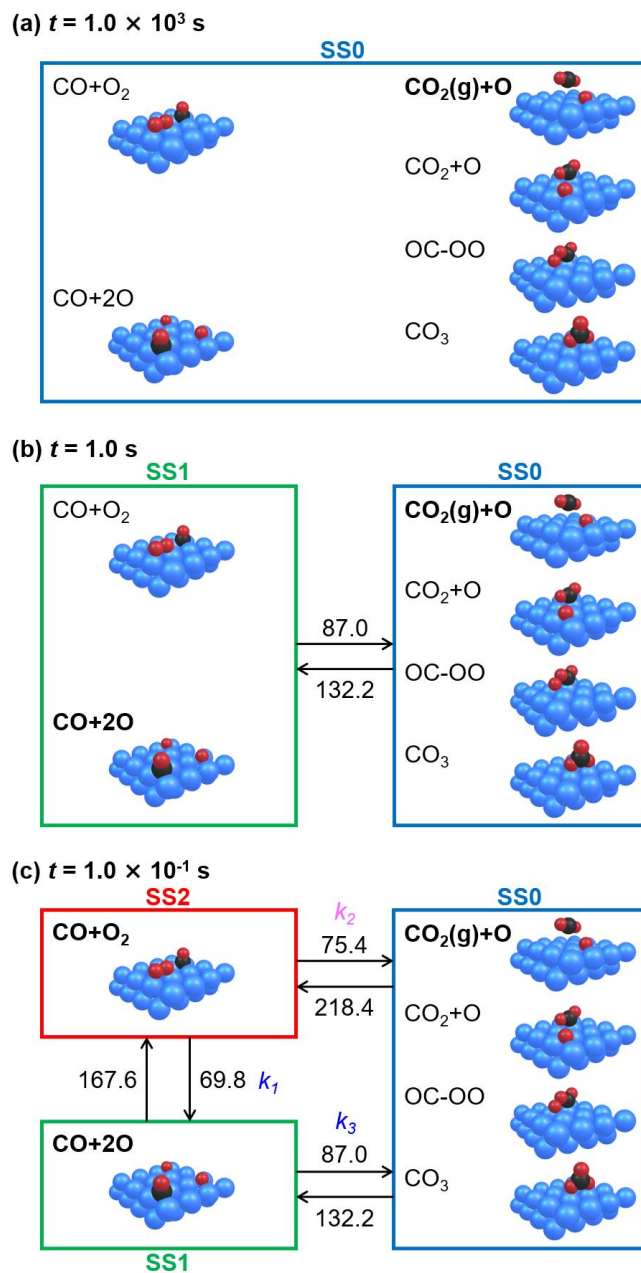 (a) t = 1.0 × 10³ s
SS0
CO+O₂
CO₂(g)+O
CO₂+O
OC-OO
CO+2O
CO₃
(b) t = 1.0 s
SS1
SS0
CO+O₂
CO₂(g)+O
CO₂+O
87.0
132.2
OC-OO
CO+2O
CO₃
(c) t = 1.0 × 10⁻¹ s
SS2
SS0
CO+O₂
k₂
75.4
218.4
CO₂(g)+O
CO₂+O
167.6
69.8
k₁
OC-OO
CO+2O
k₃
87.0
132.2
CO₃
SS1